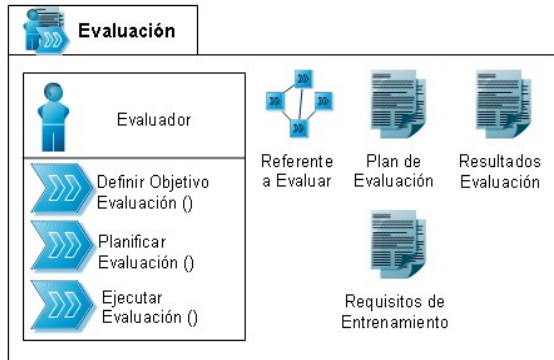 Evaluación
Evaluador
Definir Objetivo
Evaluación ()
Planificar
Evaluación ()
Ejecutar
Evaluación ()
Referente
a Evaluar
Plan de
Evaluación
Resultados
Evaluación
Requisitos de
Entrenamiento